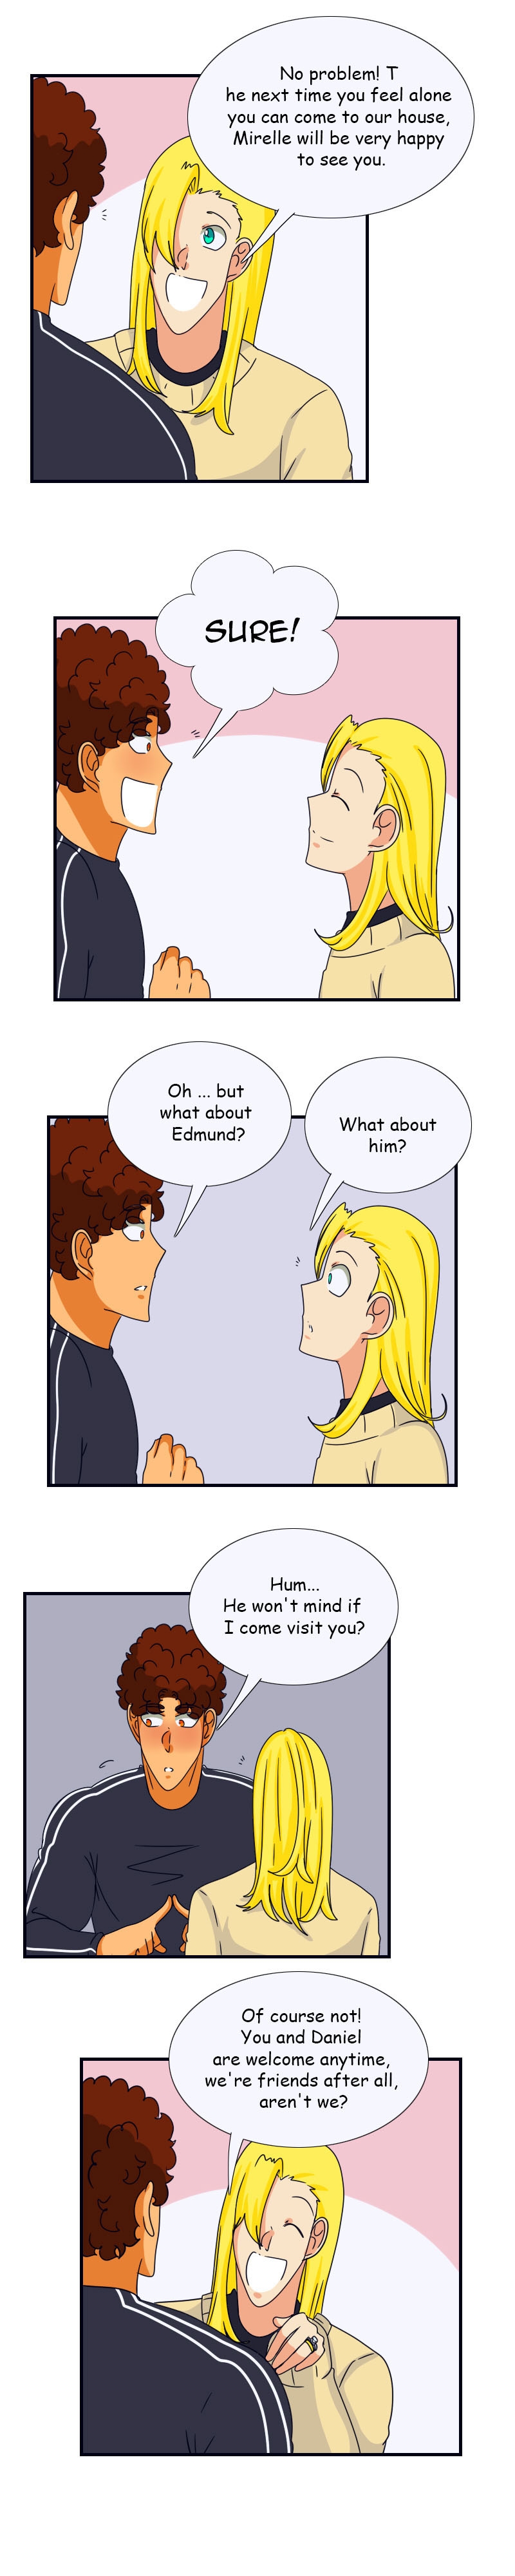 No problem! T
he next time you feel alone
you can come to our house,
Mirelle will be very happy
to see you.
SURE!
Oh ... but
what about
Edmund?
What about
him?
Hum...
He won't mind if
I come visit you?
Of course not!
You and Daniel
are welcome anytime,
we're friends after all,
aren't we?